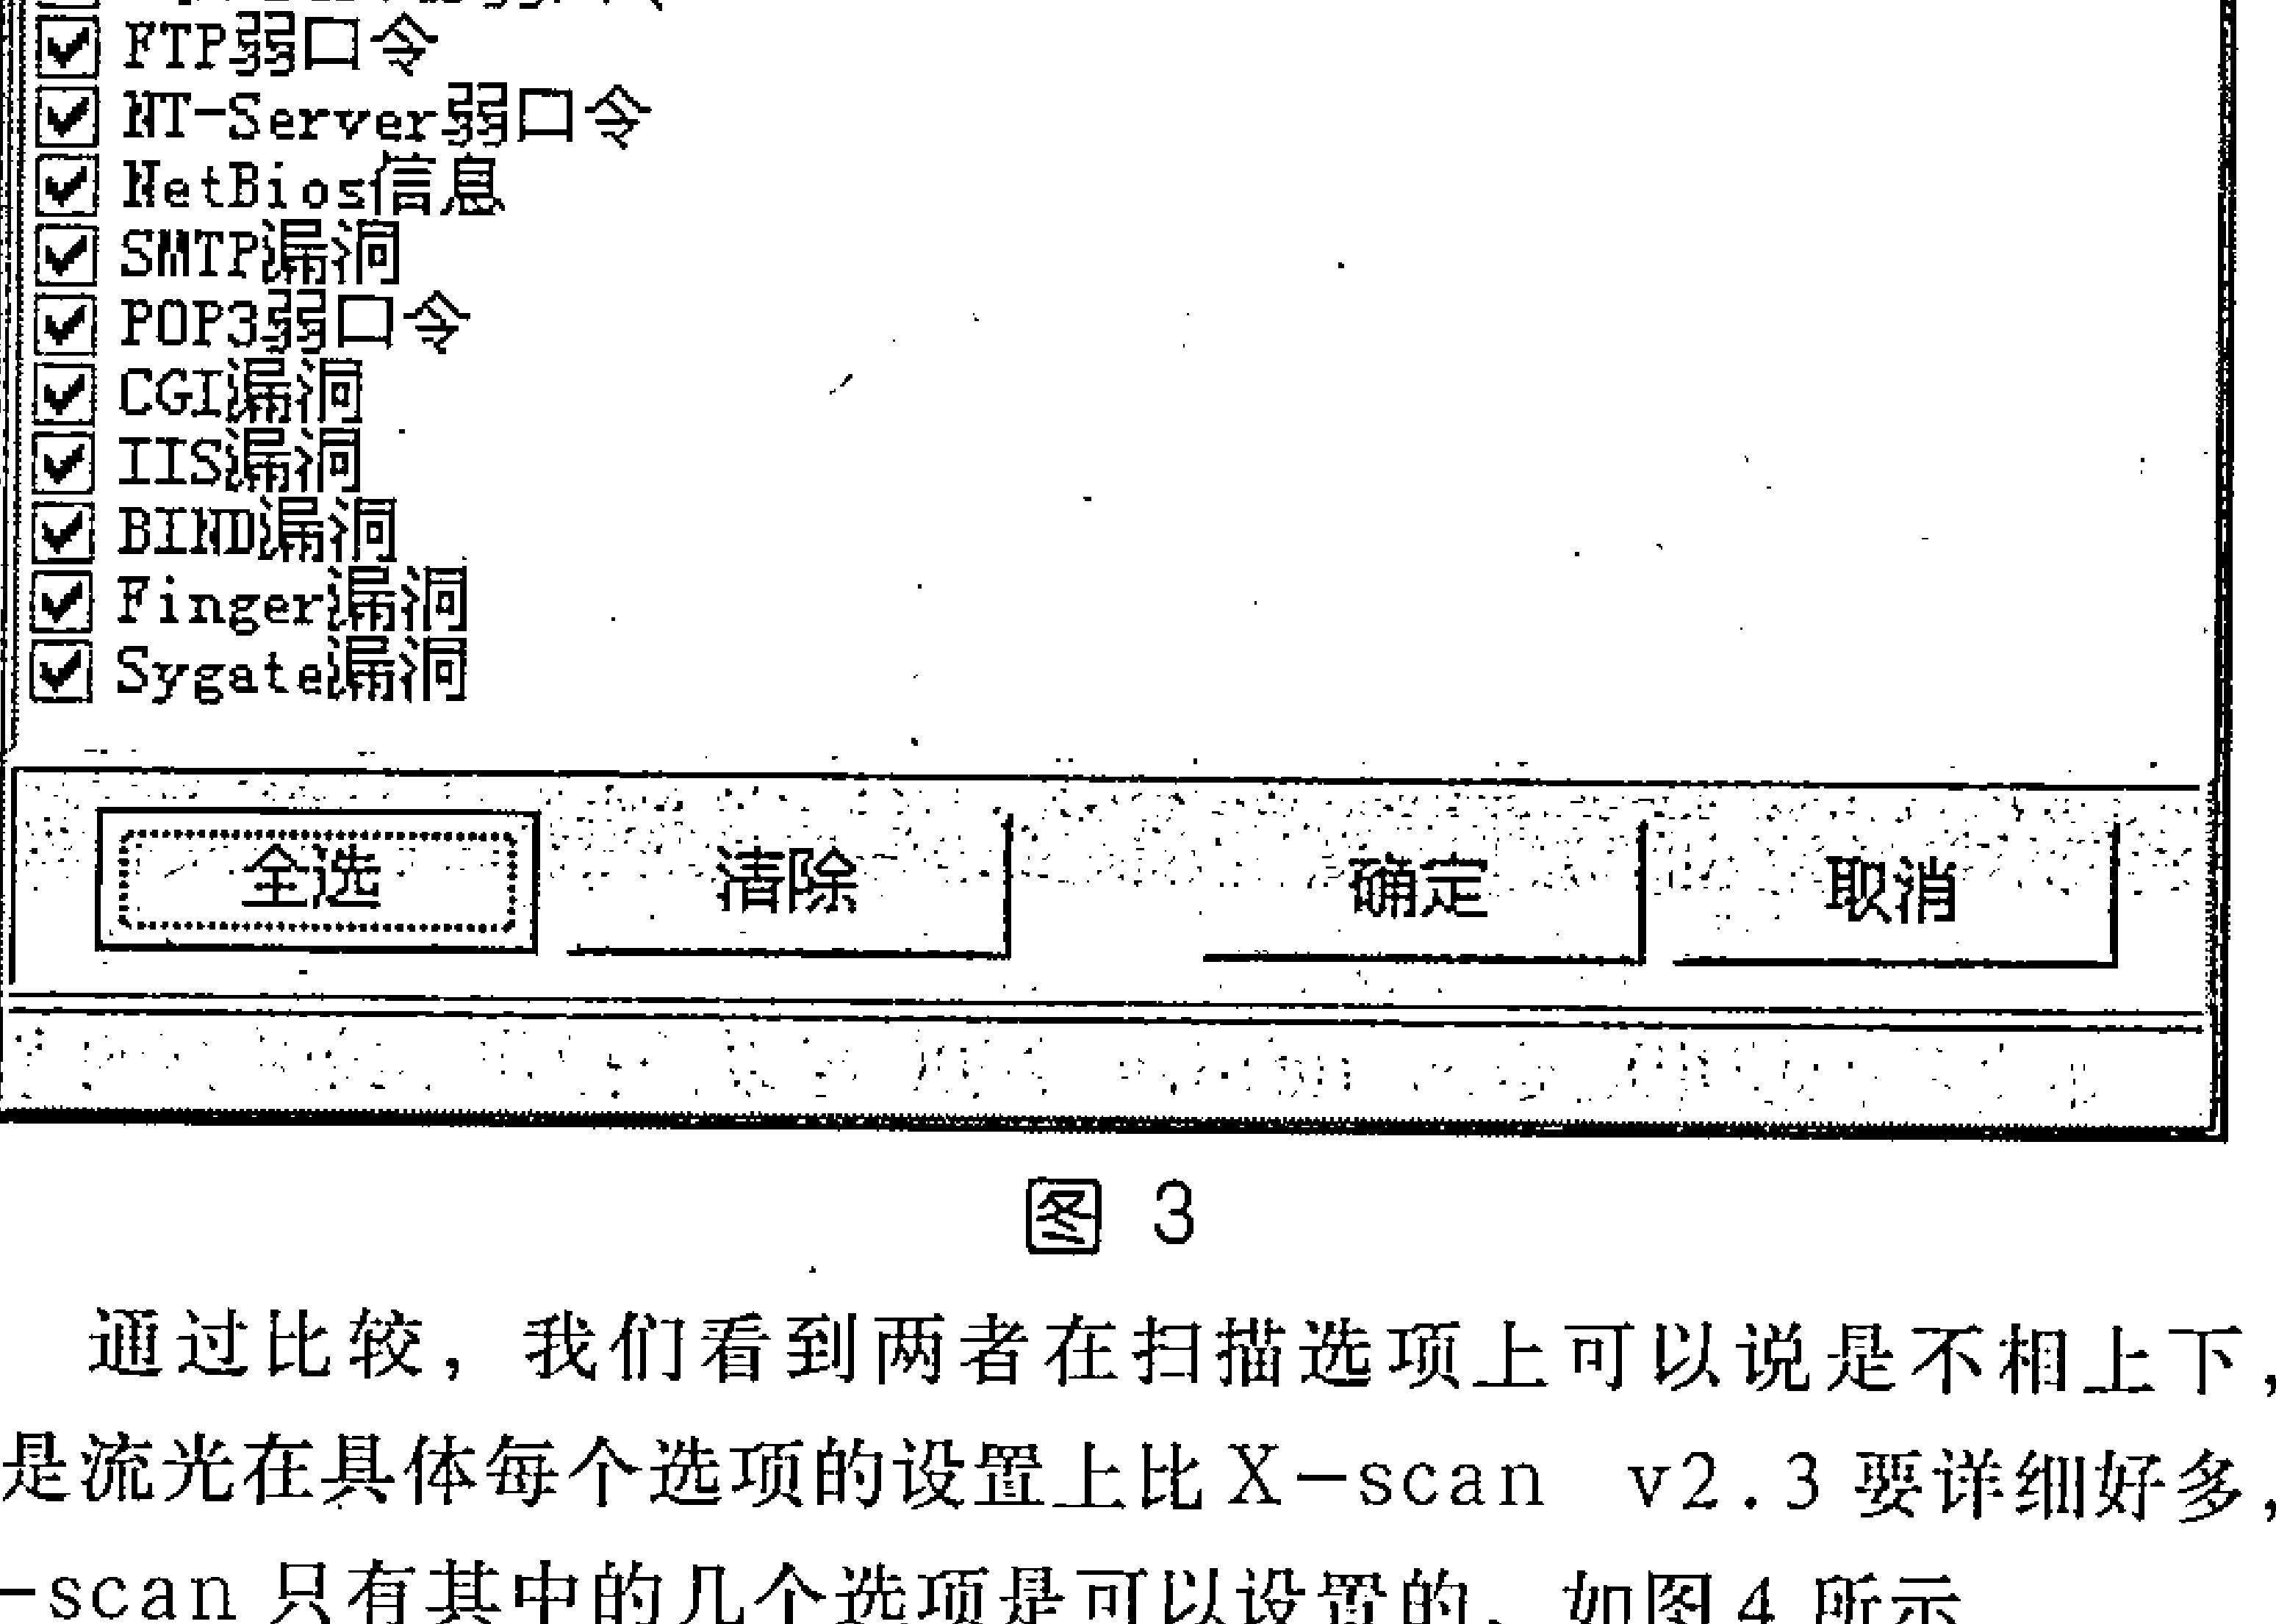 FTP弱口令
NT-Server弱口令
NetBios信息
SMTP漏洞
POP3弱口令
CGI漏洞
IIS漏洞
BIND漏洞
Finger漏洞
Sygate漏洞
全选 清除 确定 取消
图 3
通过比较，我们看到两者在扫描选项上可以说是不相上下，
是流光在具体每个选项的设置上比X-scan v2.3要详细好多，
-scan只有其中的几个选项是可以设置的、如图4所示